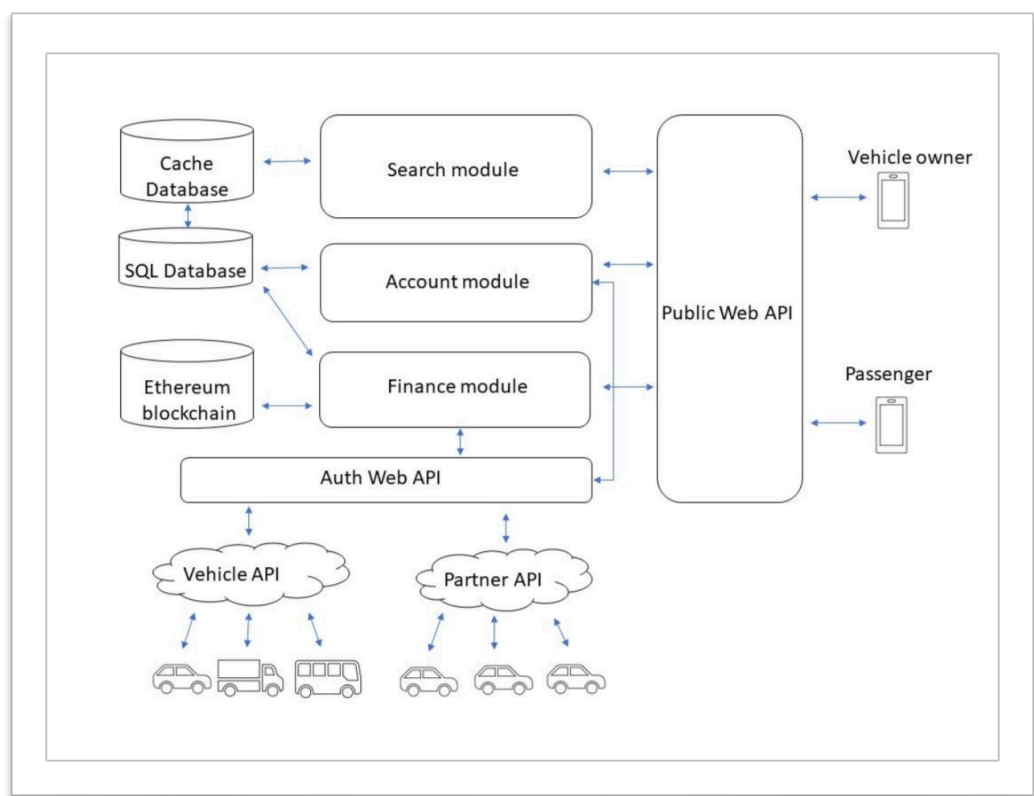 Cache
Database
Search module
Vehicle owner
SQL Database
Account module
Public Web API
Ethereum
blockchain
Finance module
Passenger
Auth Web API
Vehicle API
Partner API